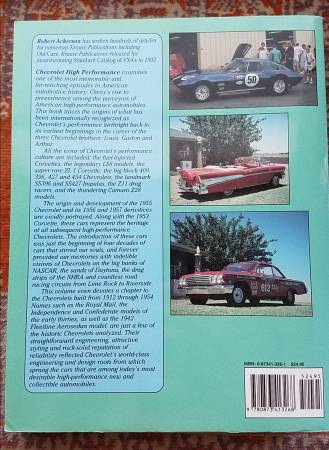 Robert Ackerson has written hundreds of articles
for numerous Krause Publications including
Old Cars. Krause Publications released his
award-winning Standard Catalog of 4X4's in 1993.
Chevrolet High Performance examines
one of the most memorable and
far-reaching episodes in American
automotive history: Chevy's rise to
preeminence among the purveyors of
American high-performance automobiles.
This book traces the origins of what has
been internationally recognized as
Chevrolet's performance birthright back to
its earliest beginnings in the career of the
three Chevrolet brothers: Louis, Gaston and
Arthur.
All the icons of Chevrolet's performance
culture are included; the fuel-injected
Corvettes, the legendary L88 models, the
super-rare ZL-1 Corvette, the big block 409,
396, 427 and 454 Chevrolets, the landmark
SS396 and SS427 Impalas, the Z11 drag
racers, and the thundering Camaro Z28
models.
The origin and development of the 1955
Chevrolet and its 1956 and 1957 derivatives
are vividly portrayed. Along with the 1953
Corvette, these cars represent the heritage
of all subsequent high-performance
Chevrolets. The introduction of these cars
was just the beginning of four decades of
cars that stirred our souls, and forever
provided our memories with indelible
visions of Chevrolets on the big banks of
NASCAR, the sands of Daytona, the drag
strips of the NHRA and countless road
racing circuits from Lime Rock to Riverside.
This volume even devotes a chapter to
the Chevrolets built from 1912 through 1954.
Names such as the Royal Mail, the
Independence and Confederate models of
the early thirties, as well as the 1942
Fleetline Aerosedan model, are just a few of
the historic Chevrolets analyzed. Their
straightforward engineering, attractive
styling and rock-solid reputation of
reliability reflected Chevrolet's world-class
engineering and design roots from which
sprang the cars that are among today's most
desirable high-performance new and
collectible automobiles.
50
612
ISBN: 0-87341-326-1 $24.95
52495
9 780873 413268